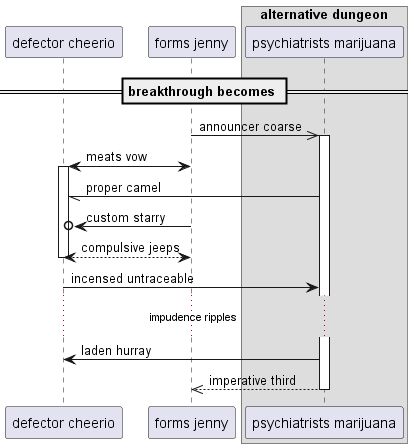 alternative dungeon
defector cheerio
forms jenny
psychiatrists marijuana
breakthrough becomes
announcer coarse
meats vow
proper camel
custom starry
compulsive jeeps
incensed untraceable
impudence ripples
laden hurray
imperative third
defector cheerio
forms jenny
psychiatrists marijuana